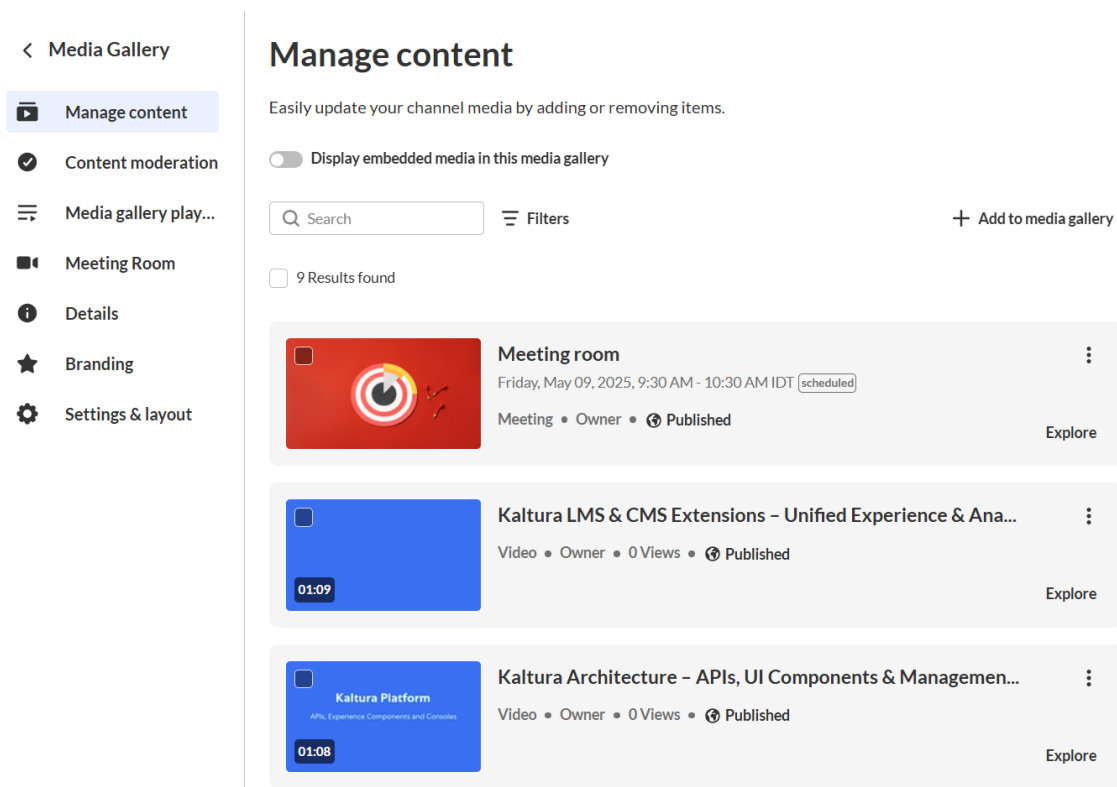 Media Gallery
Manage content
Content moderation
Media gallery play...
Meeting Room
Details
Branding
Settings & layout
Manage content
Easily update your channel media by adding or removing items.
Display embedded media in this media gallery
Search
Filters
Add to media gallery
9 Results found
Meeting room
Friday, May 09, 2025, 9:30 AM - 10:30 AM IDT scheduled
Meeting • Owner • Published
Explore
Kaltura LMS & CMS Extensions – Unified Experience & Ana...
Video • Owner • 0 Views • Published
01:09
Explore
Kaltura Platform
APIs, Experience Components and Consoles
01:08
Kaltura Architecture – APIs, UI Components & Managemen...
Video • Owner • 0 Views • Published
Explore